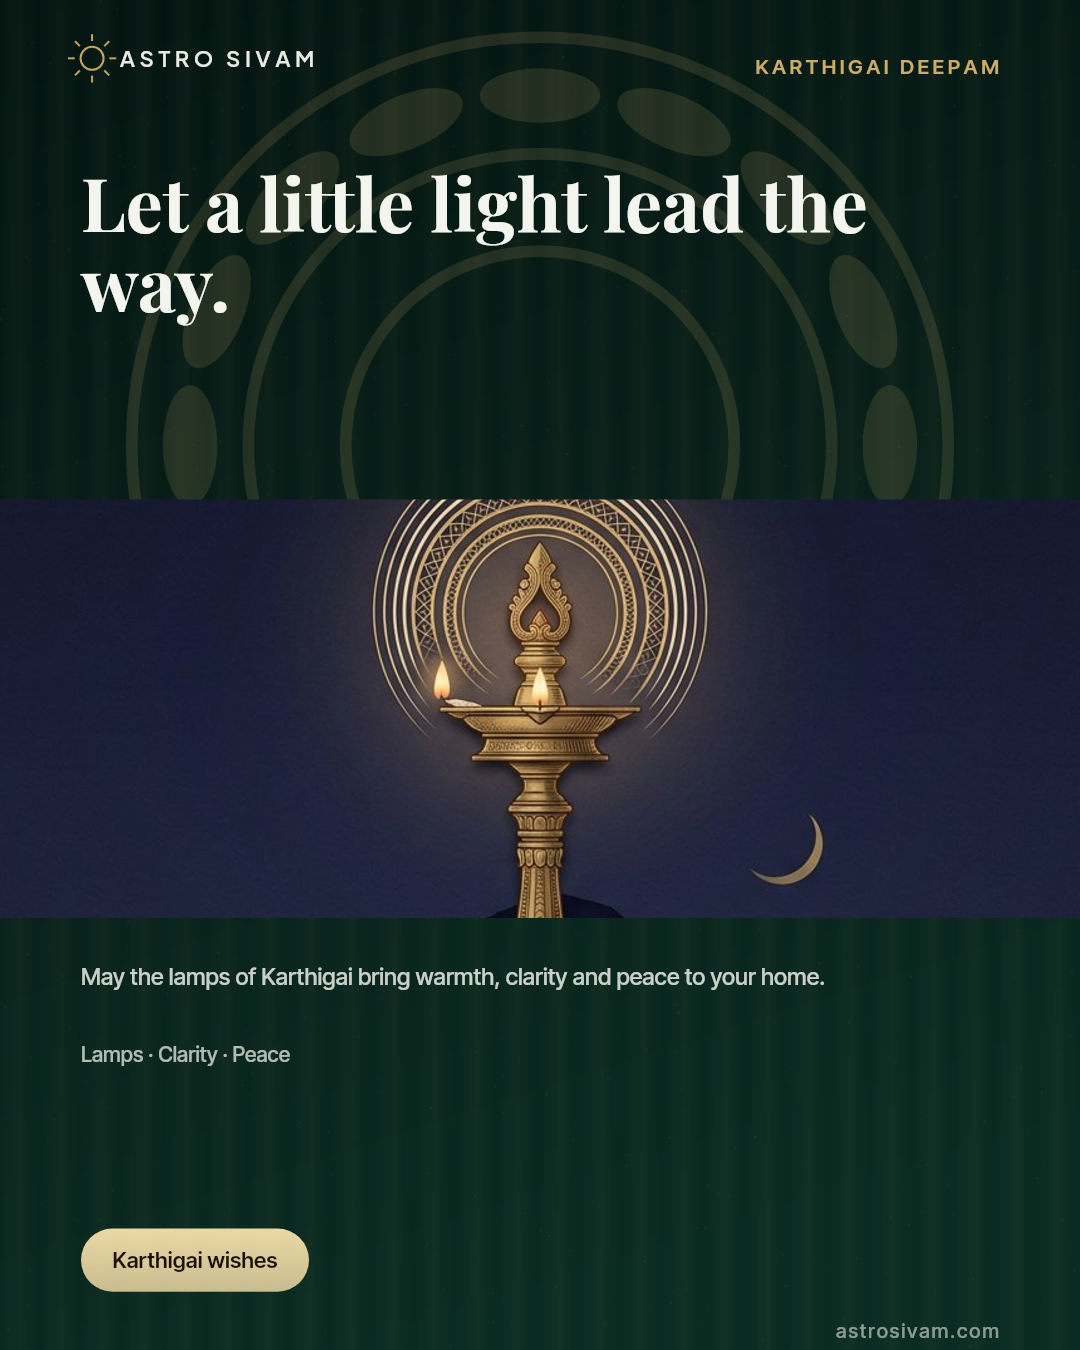 ASTRO SIVAM
KARTHIGAI DEEPAM
Let a little light lead the
way.
May the lamps of Karthigai bring warmth, clarity and peace to your home.
Lamps · Clarity · Peace
Karthigai wishes
astrosivam.com